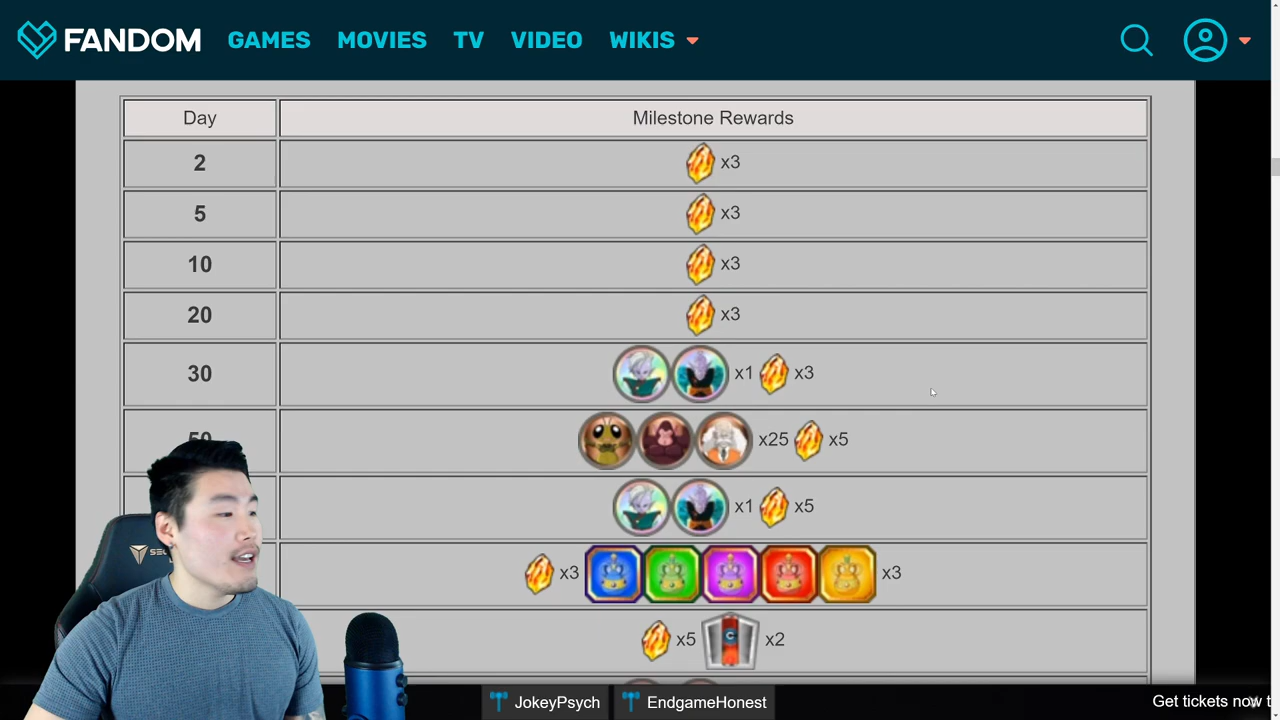 FANDOM GAMES MOVIES TV VIDEO WIKIS
Day Milestone Rewards
2 x3
5 x3
10 x3
20 x3
30 x1 x3
50 x25 x5
x1 x5
x3 x3
C
x5 x2
JokeyPsych EndgameHonest Get tickets now t